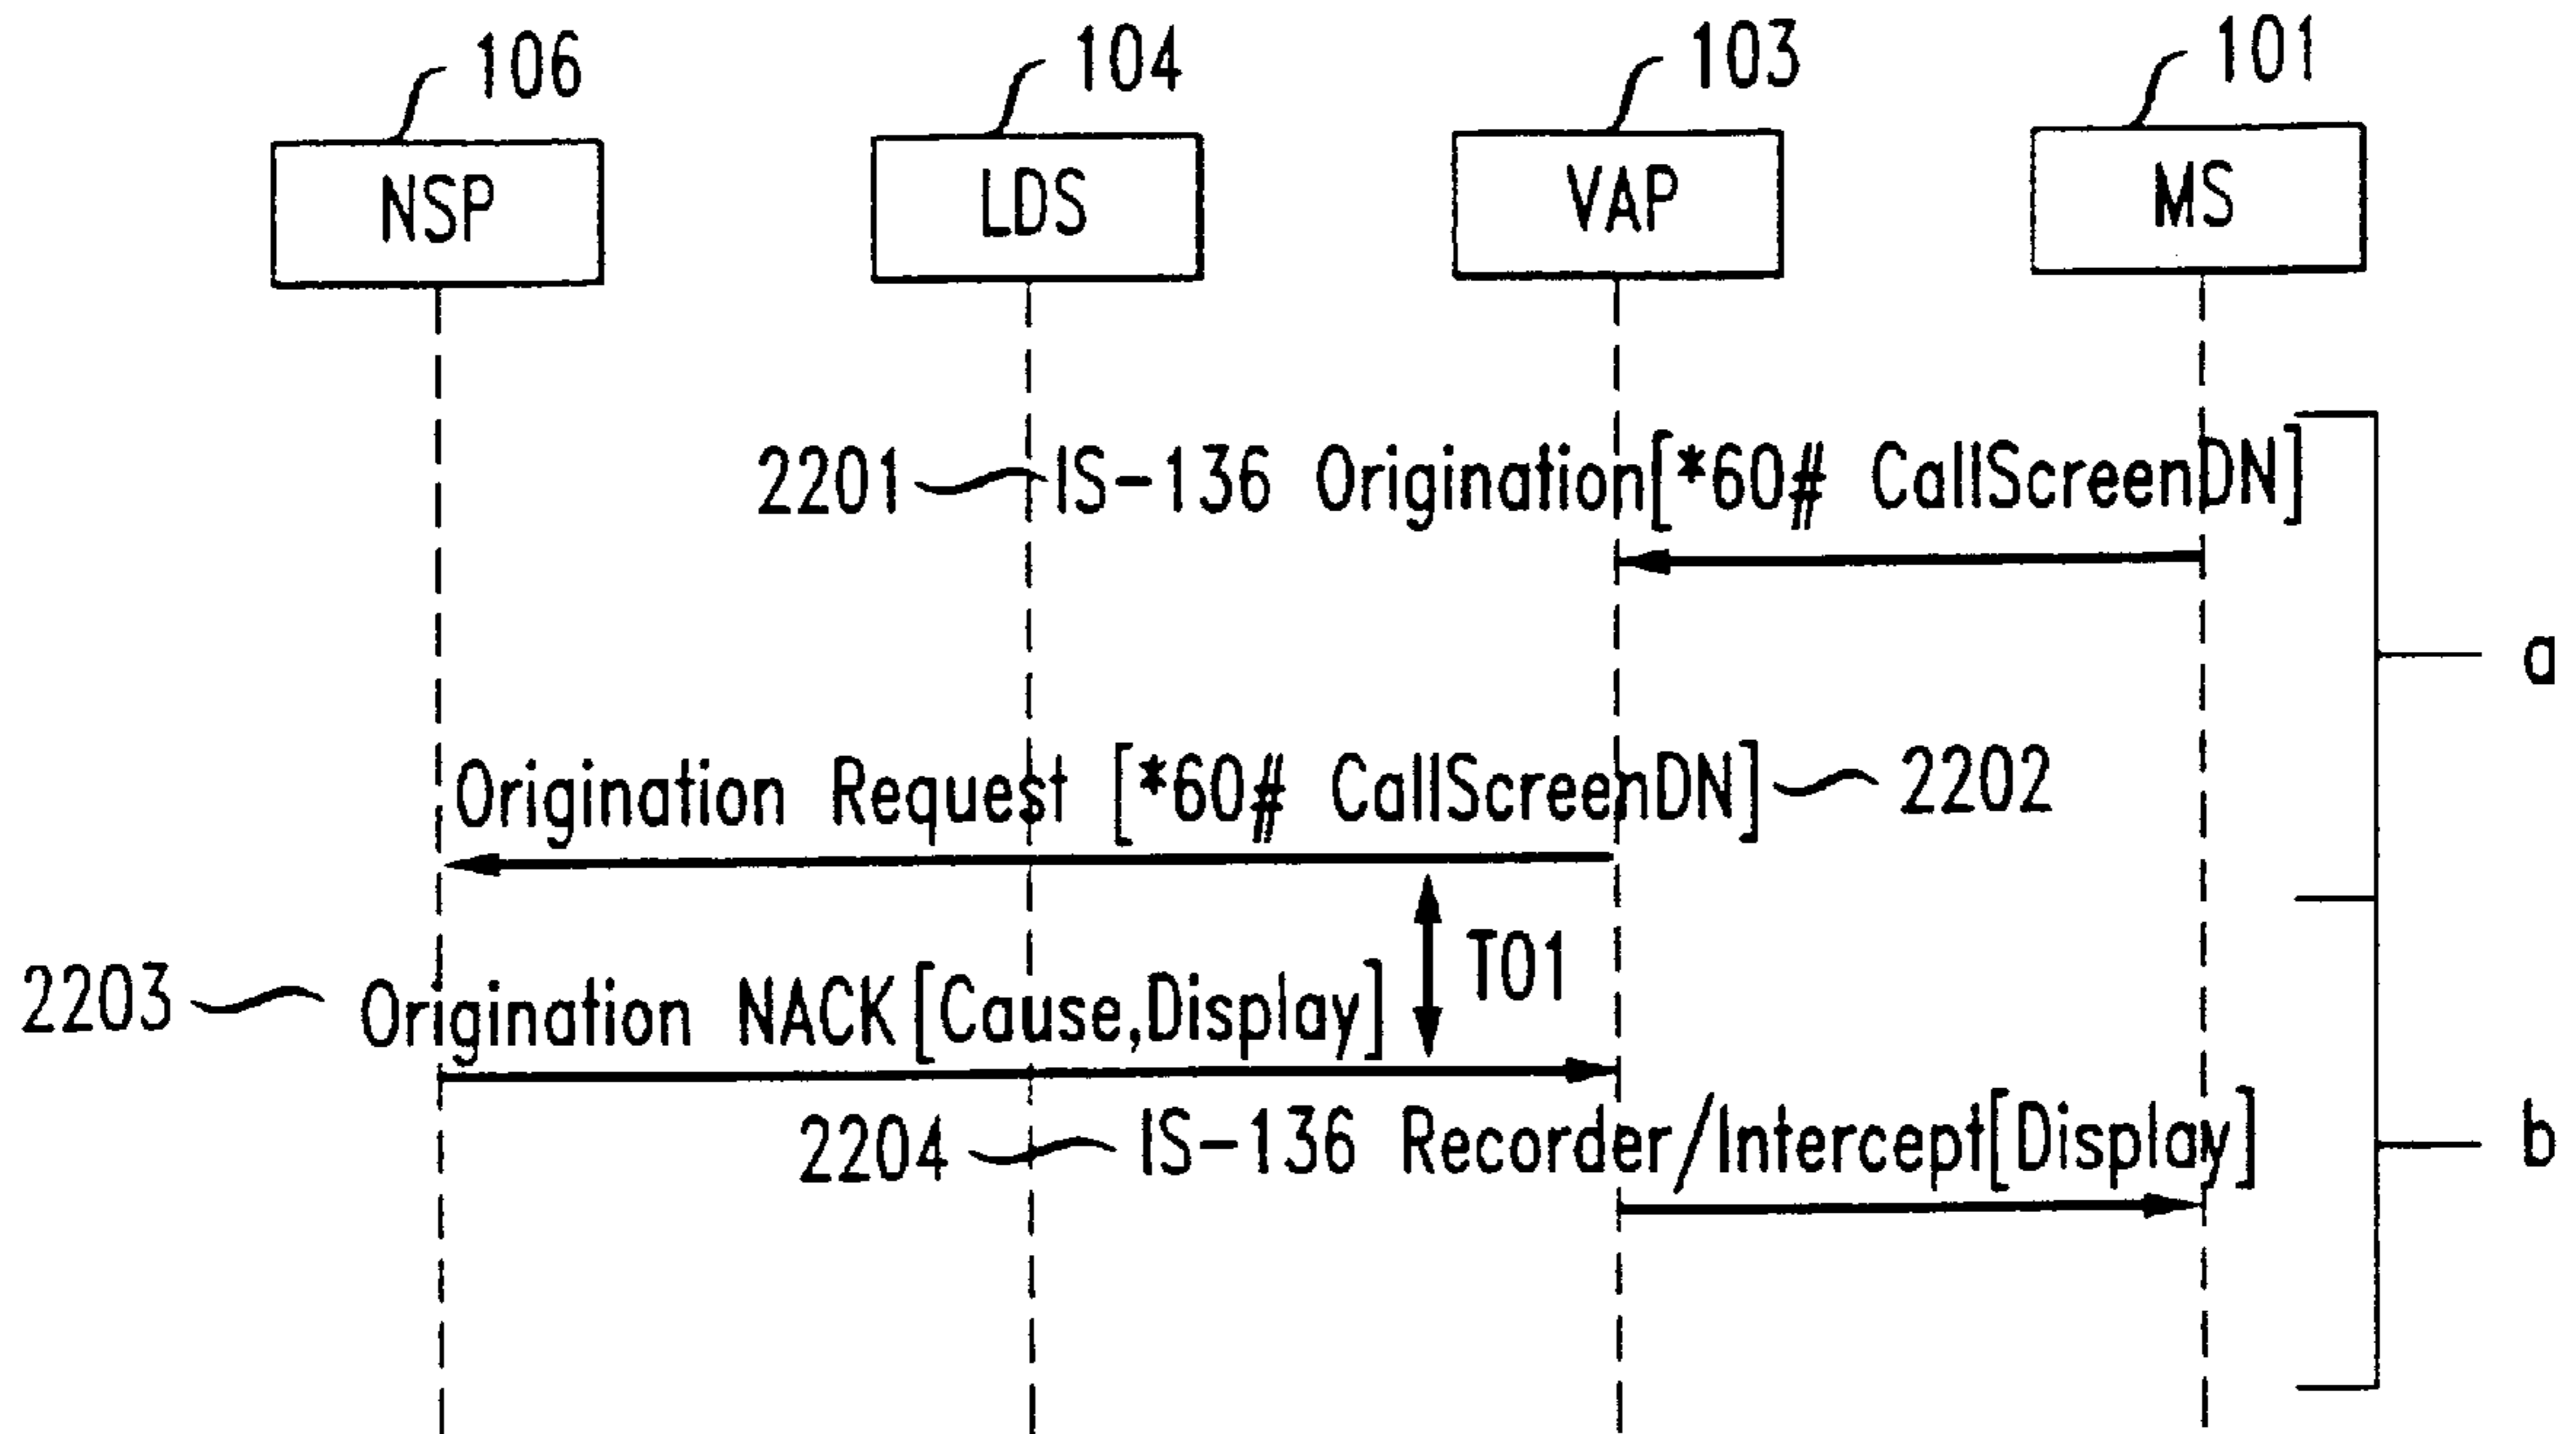 106 104 103 101
NSP LDS VAP MS
2201 IS-136 Origination[*60# CallScreenDN]
a
Origination Request [*60# CallScreenDN] 2202
T01
2203 Origination NACK[Cause,Display]
2204 IS-136 Recorder/Intercept[Display]
b